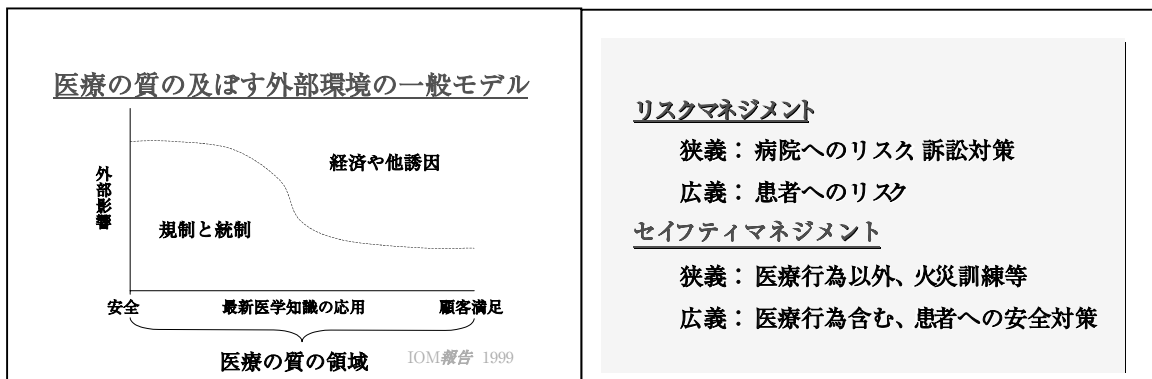 医療の質の及ぼす外部環境の一般モデル
外部影響
経済や他誘因
規制と統制
安全
最新医学知識の応用
顧客満足
医療の質の領域
IOM報告 1999
リスクマネジメント
狭義：病院へのリスク、訴訟対策
広義：患者へのリスク
セイフティマネジメント
狭義：医療行為以外、火災訓練等
広義：医療行為含む、患者への安全対策